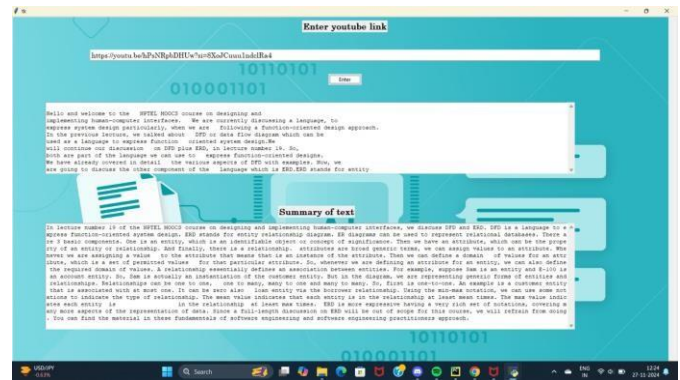 Enter youtube link
10110101
010001101
Enter
Hello and welcome to the NPTEL MOOCS course on designing and
implementing human-computer interfaces. We are currently discussing a language, to
express system design particularly, when we are following a function-oriented design approach.
In the previous lecture, we talked about DFD or data flow diagram which can be
used as a language to express function oriented system design.We
will continue our discussion on DFD plus ERD, in lecture number 19. So,
both are part of the language we can use to express function-oriented designs.
We have already covered in detail the various aspects of DFD with examples. Now, we
are going to discuss the other component of the language which is ERD.ERD stands for entity
Summary of text
In lecture number 19 of the NPTEL MOOCS course on designing and implementing human-computer interfaces, we discuss DFD and ERD. DFD is a language to e
xpress function-oriented system design. ERD stands for entity relationship diagram. ER diagrams can be used to represent relational databases. There a
re 3 basic components. One is an entity, which is an identifiable object or concept of significance. Then we have an attribute, which can be the prope
rty of an entity or relationship. And finally, there is a relationship. attributes are broad generic terms, we can assign values to an attribute. Whe
never we are assigning a value to the attribute that means that is an instance of the attribute. Then we can define a domain of values for an attr
ibute, which is a set of permitted values for that particular attribute. So, whenever we are defining an attribute for an entity, we can also define
the required domain of values. A relationship essentially defines an association between entities. For example, suppose Sam is an entity and E-100 is
an account entity. So, Sam is actually an instantiation of the customer entity. But in the diagram, we are representing generic forms of entities and
relationships. Relationships can be one to one, one to many, many to one and many to many. So, first is one-to-one. An example is a customer entity
that is associated with at most one. It can be zero also loan entity via the borrower relationship. Using the min-max notation, we can use some not
ations to indicate the type of relationship. The mean value indicates that each entity is in the relationship at least mean times. The max value indic
ates each entity is in the relationship at least max times. ERD is more expressive having a very rich set of notations, covering m
any more aspects of the representation of data. Since a full-length discussion on ERD will be out of scope for this course, we will refrain from doing
. You can find the material in these fundamentals of software engineering and software engineering practitioners approach.
10110101
010001101
USD/JPY
Search
ENG
IN
12:24
27-11-2024